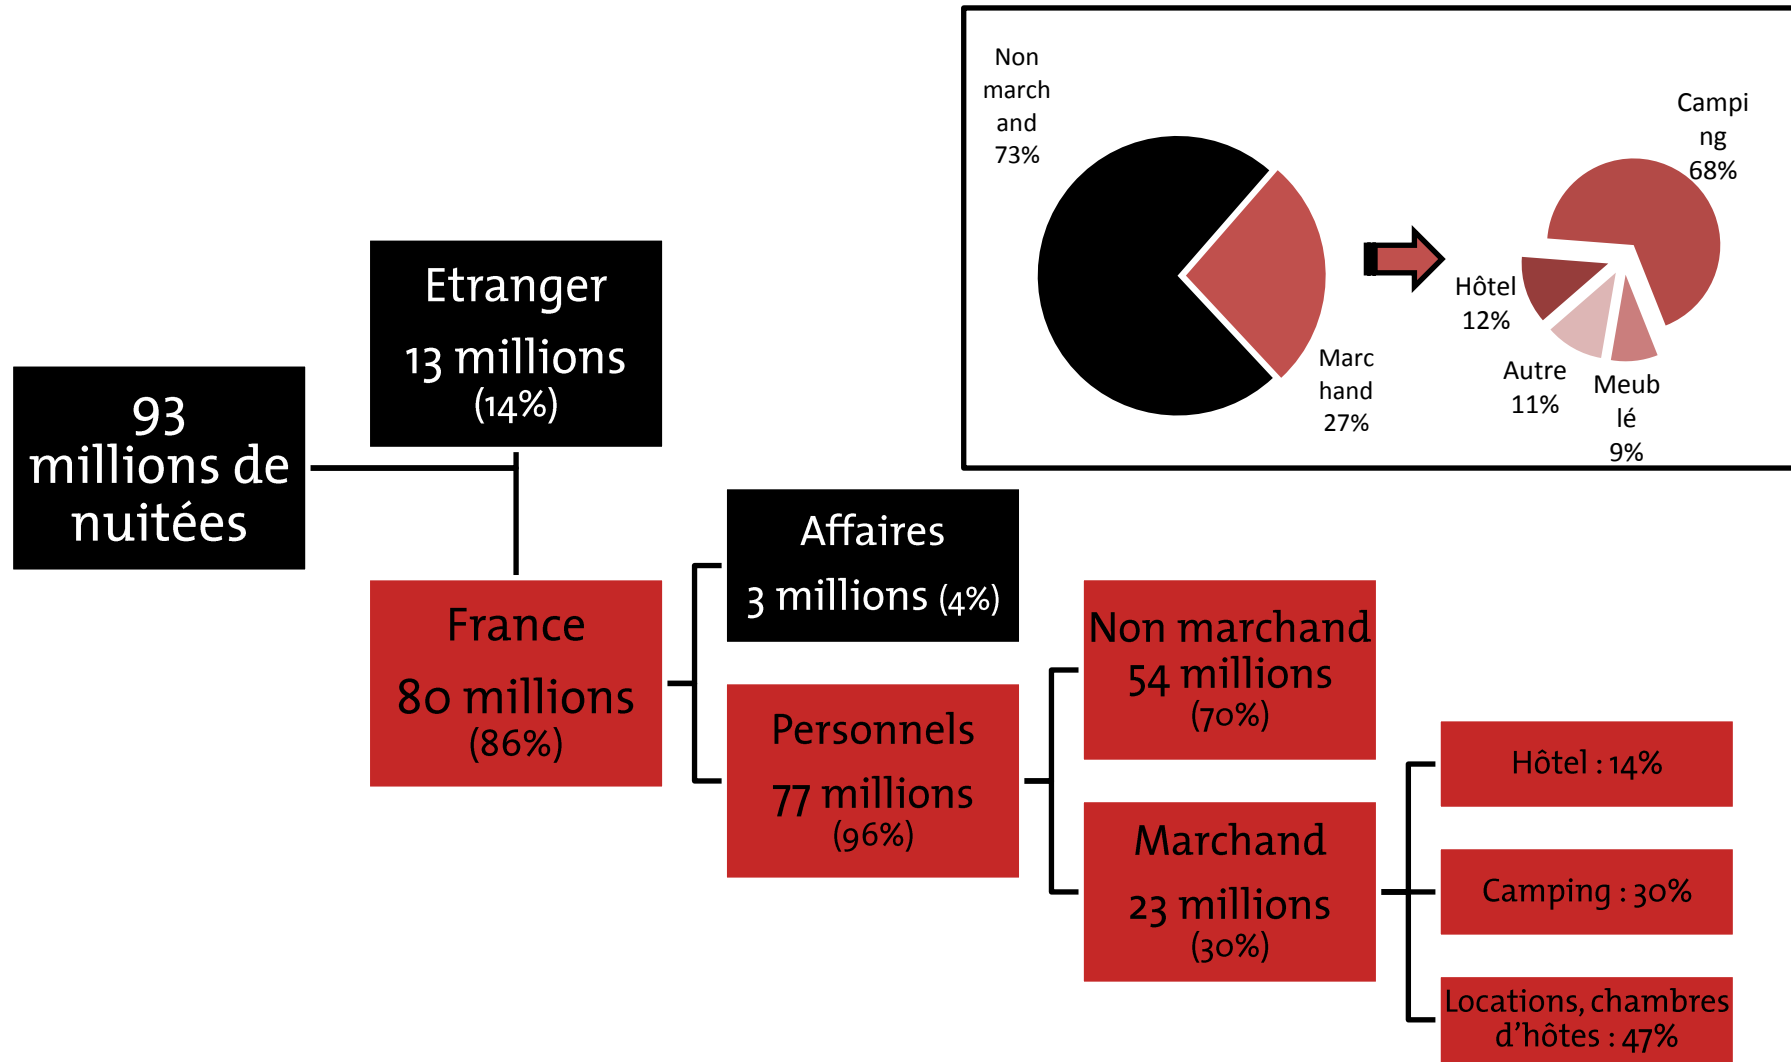 93
millions de
nuitées
Etranger
13 millions
(14%)
France
80 millions
(86%)
Affaires
3 millions (4%)
Personnels
77 millions
(96%)
Non marchand
54 millions
(70%)
Marchand
23 millions
(30%)
Hôtel : 14%
Camping : 30%
Locations, chambres
d'hôtes : 47%
Non
march
and
73%
Marc
hand
27%
Campi
ng
68%
Hôtel
12%
Autre
11%
Meub
lé
9%